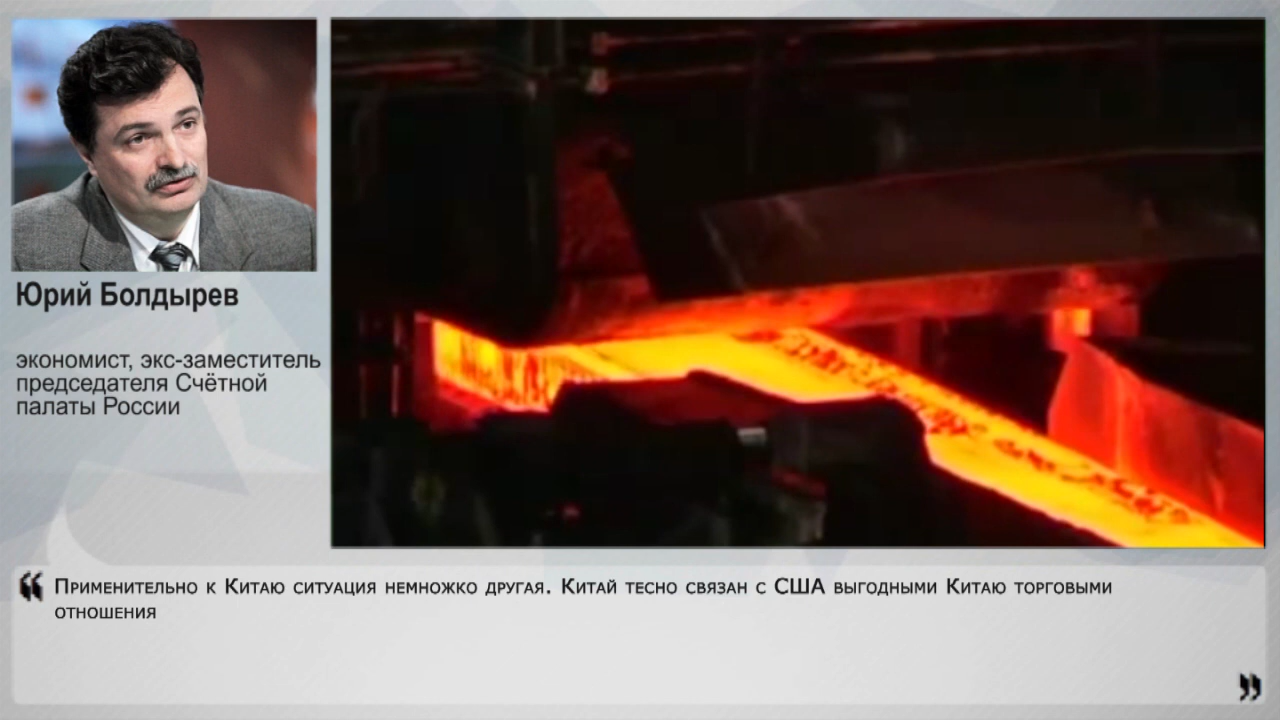 Юрий Болдырев
экономист, экс-заместитель
председателя Счётной
палаты России
“ Применительно к Китаю ситуация немножко другая. Китай тесно связан с США выгодными Китаю торговыми
отношения
”